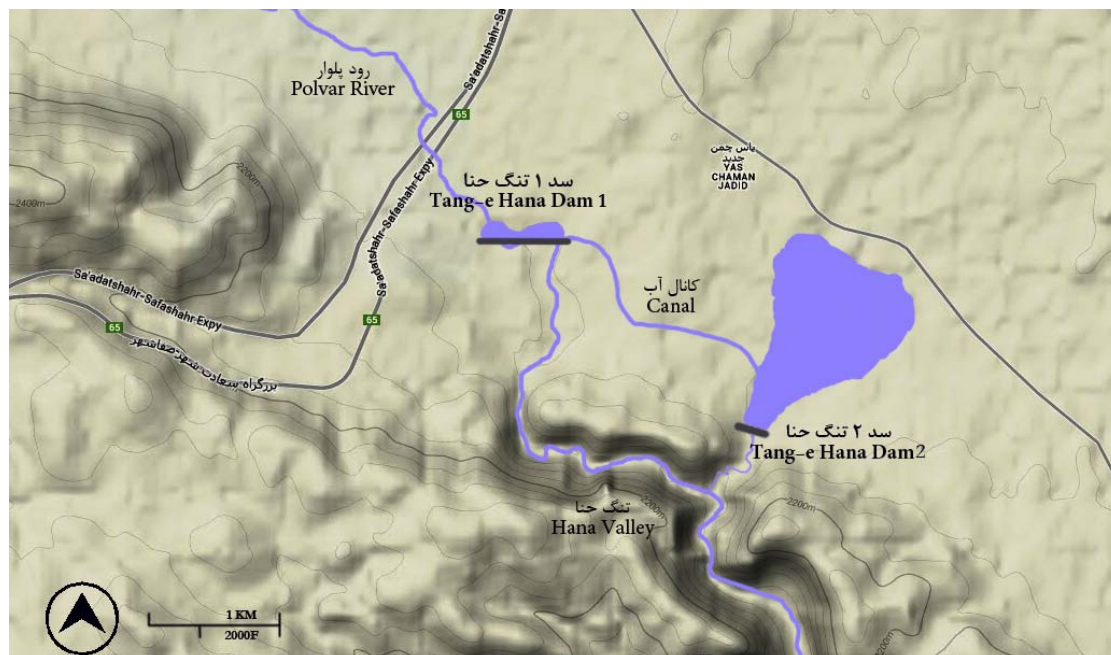 رود پلوار
Polvar River
Sa'adatshahr-Sa
65
Sa'adatshahr-Safashahr Expy
یاس چمن
جدید
YAS
CHAMAN
JADID
2200m
2400m
سد ۱ تنگ حنا
Tang-e Hana Dam 1
کانال آب
Canal
Sa'a
Sa'adatshahr-Safashahr Expy
65
65
بزرگراه سعادت شهر-صفاشهر
سد ۲ تنگ حنا
Tang-e Hana Dam2
تنگ حنا
Hana Valley
2200m
2200m
1 KM
2000F